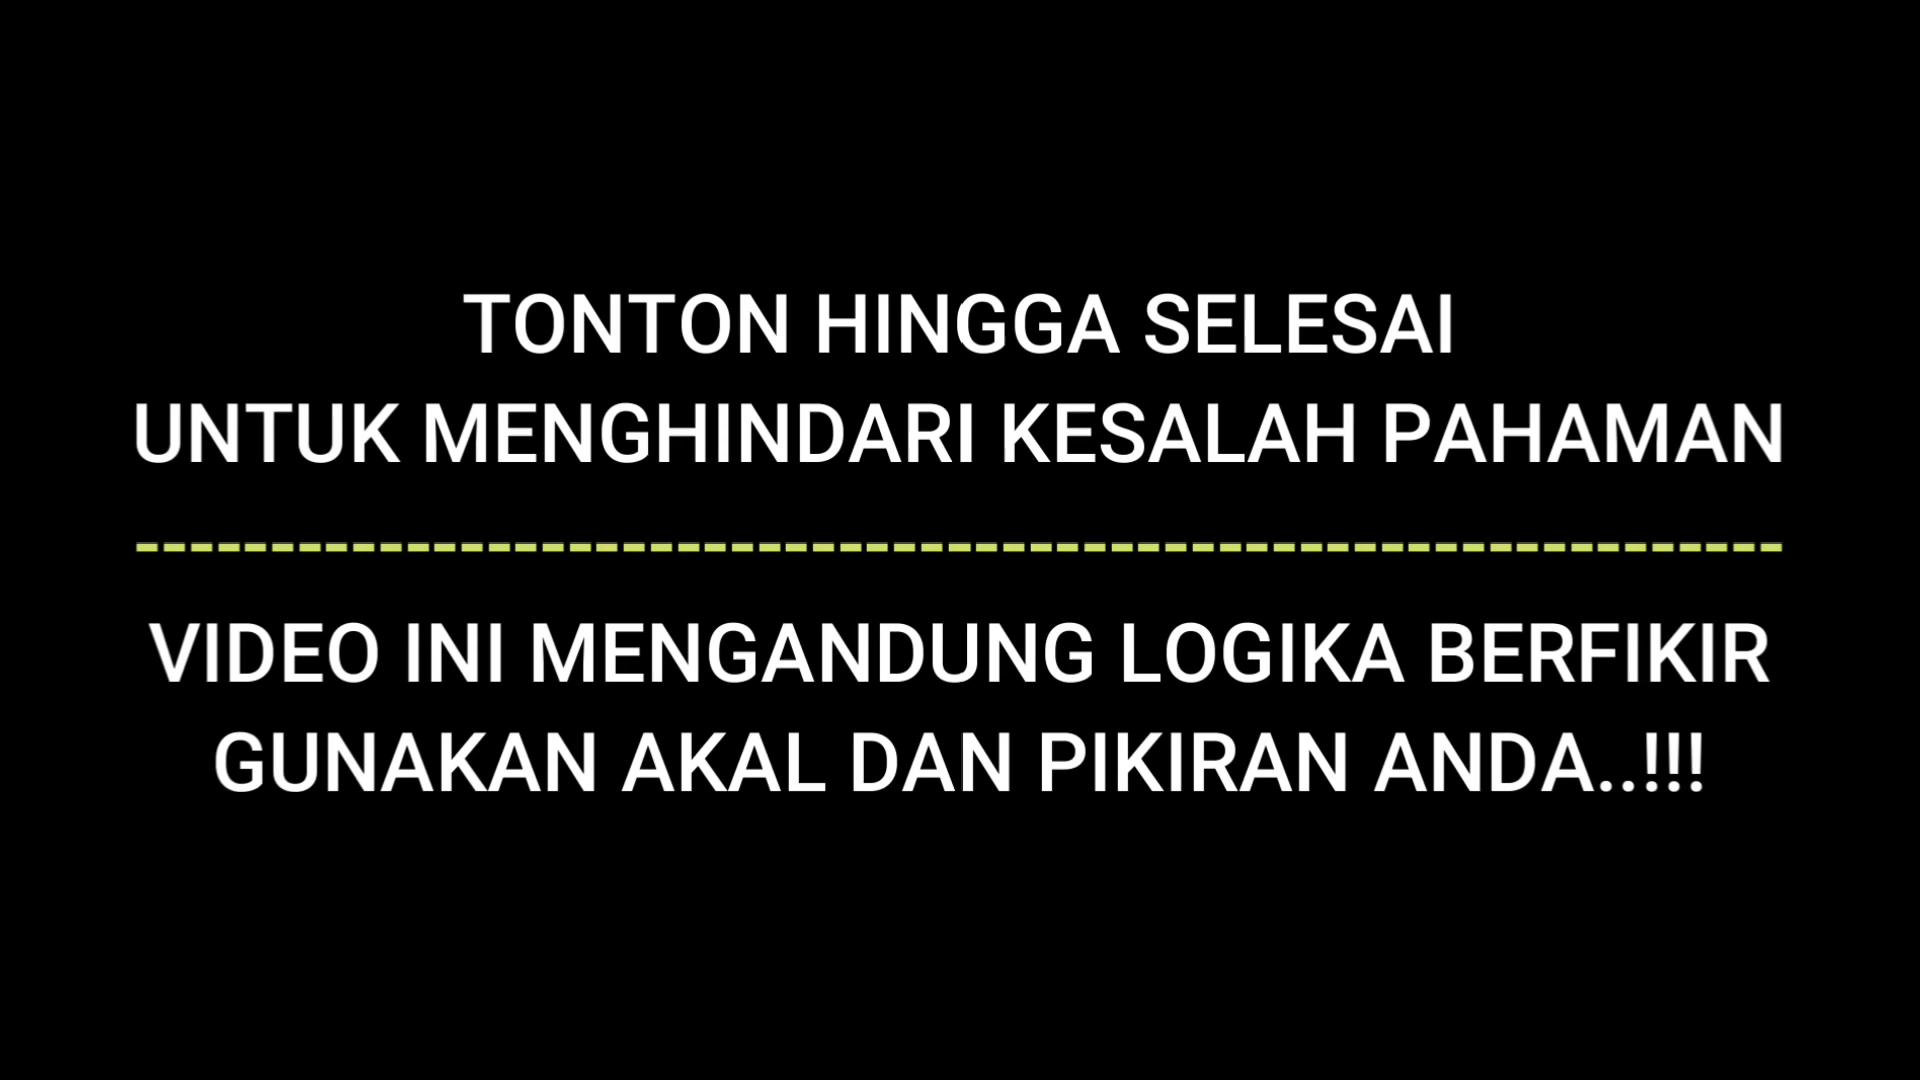 TONTON HINGGA SELESAI
UNTUK MENGHINDARI KESALAH PAHAMAN
-------------------------------------------------------------
VIDEO INI MENGANDUNG LOGIKA BERFIKIR
GUNAKAN AKAL DAN PIKIRAN ANDA..!!!